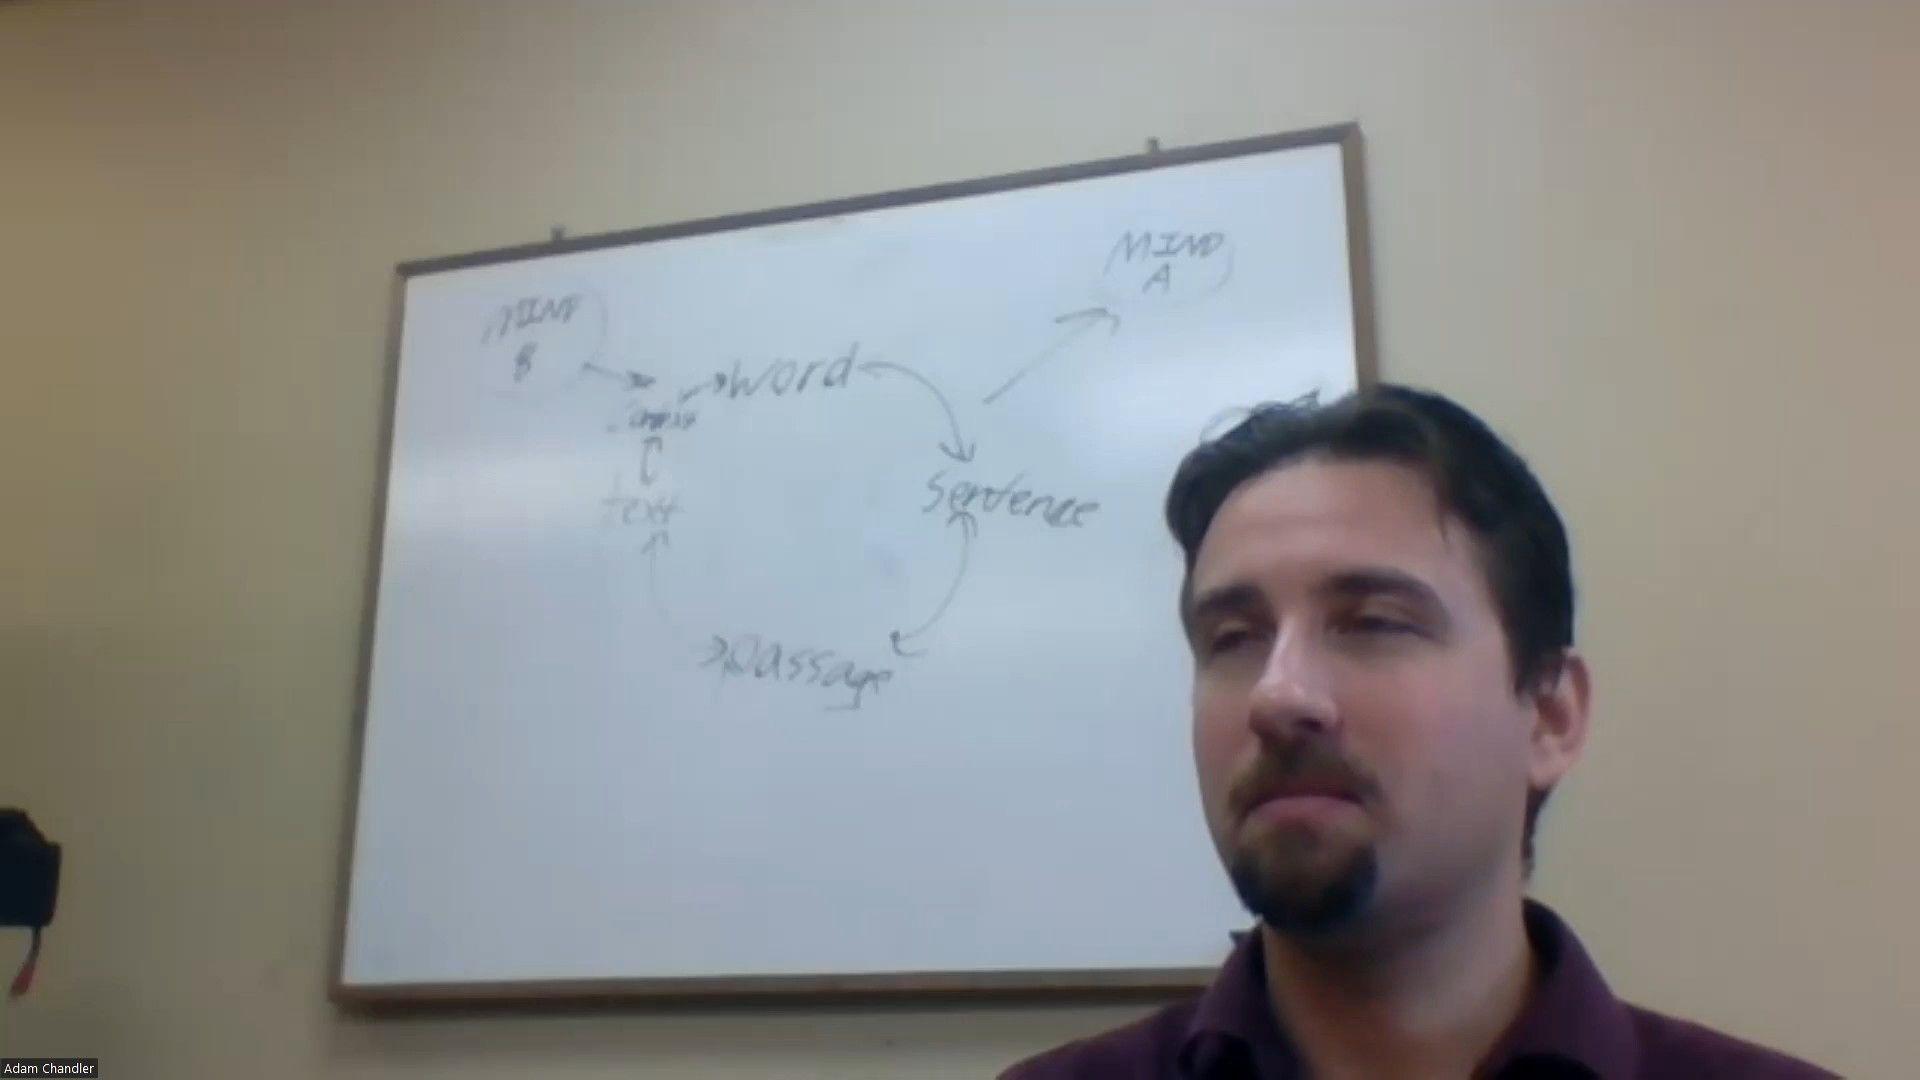 MIND
A
MIND
B
Word
Sentence
text
passage
Adam Chandler